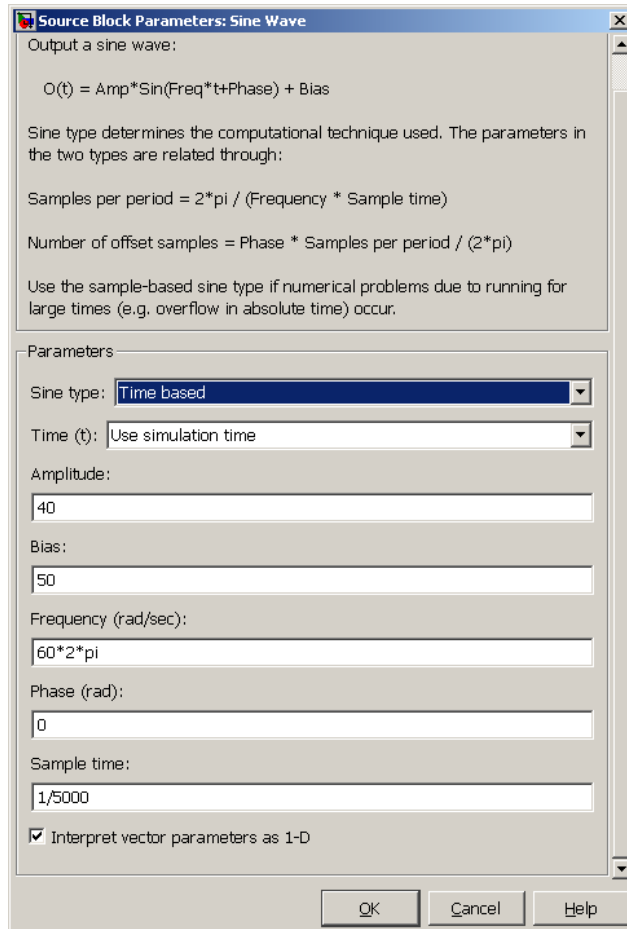 Source Block Parameters: Sine Wave
Output a sine wave:
O(t) = Amp*Sin(Freq*t+Phase) + Bias
Sine type determines the computational technique used. The parameters in
the two types are related through:
Samples per period = 2*pi / (Frequency * Sample time)
Number of offset samples = Phase * Samples per period / (2*pi)
Use the sample-based sine type if numerical problems due to running for
large times (e.g. overflow in absolute time) occur.
Parameters
Sine type: Time based
Time (t): Use simulation time
Amplitude:
40
Bias:
50
Frequency (rad/sec):
60*2*pi
Phase (rad):
0
Sample time:
1/5000
Interpret vector parameters as 1-D
OK Cancel Help